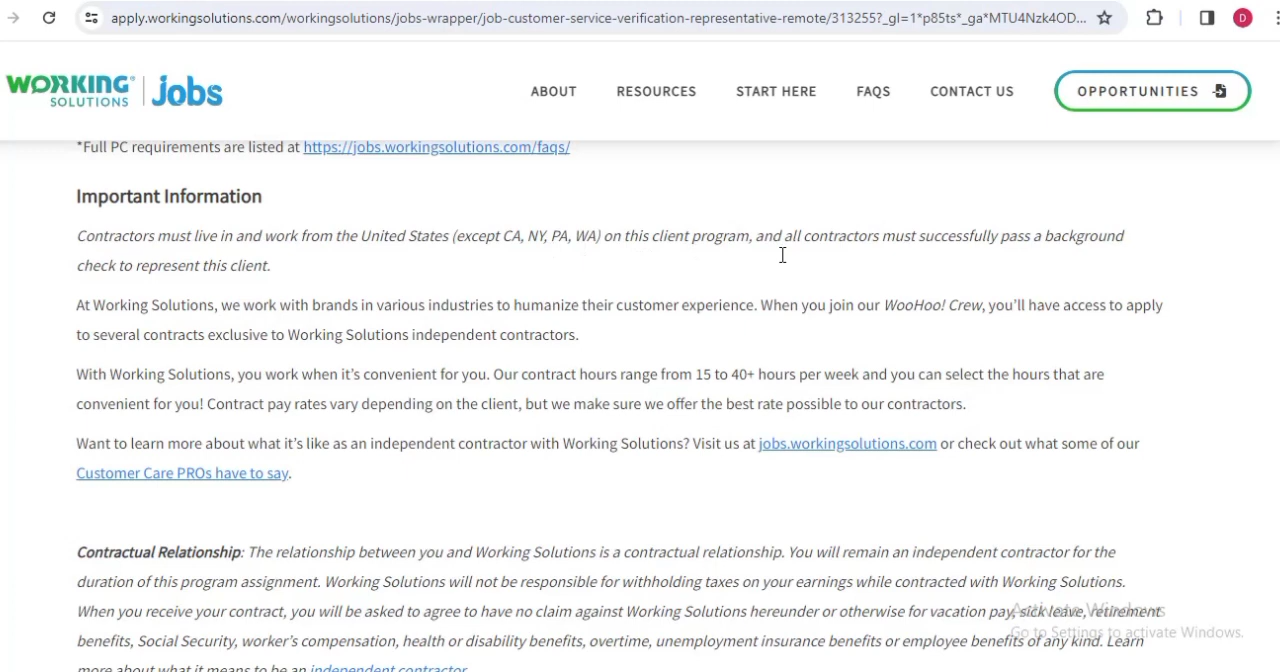 apply.workingsolutions.com/workingsolutions/jobs-wrapper/job-customer-service-verification-representative-remote/313255?_gl=1*p85ts*_ga*MTU4Nzk4OD...
D
WORKING SOLUTIONS jobs
ABOUT RESOURCES START HERE FAQS CONTACT US OPPORTUNITIES
*Full PC requirements are listed at https://jobs.workingsolutions.com/faqs/
Important Information
Contractors must live in and work from the United States (except CA, NY, PA, WA) on this client program, and all contractors must successfully pass a background
check to represent this client.
At Working Solutions, we work with brands in various industries to humanize their customer experience. When you join our WooHoo! Crew, you’ll have access to apply
to several contracts exclusive to Working Solutions independent contractors.
With Working Solutions, you work when it’s convenient for you. Our contract hours range from 15 to 40+ hours per week and you can select the hours that are
convenient for you! Contract pay rates vary depending on the client, but we make sure we offer the best rate possible to our contractors.
Want to learn more about what it’s like as an independent contractor with Working Solutions? Visit us at jobs.workingsolutions.com or check out what some of our
Customer Care PROs have to say.
Contractual Relationship: The relationship between you and Working Solutions is a contractual relationship. You will remain an independent contractor for the
duration of this program assignment. Working Solutions will not be responsible for withholding taxes on your earnings while contracted with Working Solutions.
When you receive your contract, you will be asked to agree to have no claim against Working Solutions hereunder or otherwise for vacation pay, sick leave, retirement
benefits, Social Security, worker’s compensation, health or disability benefits, overtime, unemployment insurance benefits or employee benefits of any kind. Learn
more about what it means to be an independent contractor.
Activate Windows
Go to Settings to activate Windows.